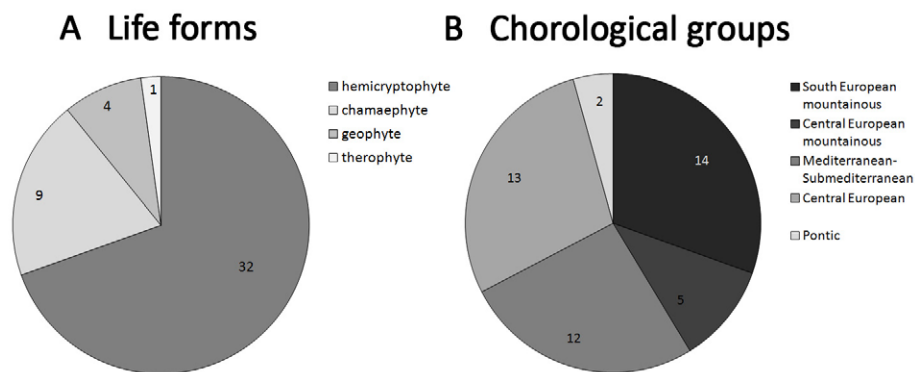 A Life forms
1
4
9
32
hemicryptophyte
chamaephyte
geophyte
therophyte
B Chorological groups
2
14
13
5
12
South European
mountainous
Central European
mountainous
Mediterranean-
Submediterranean
Central European
Pontic